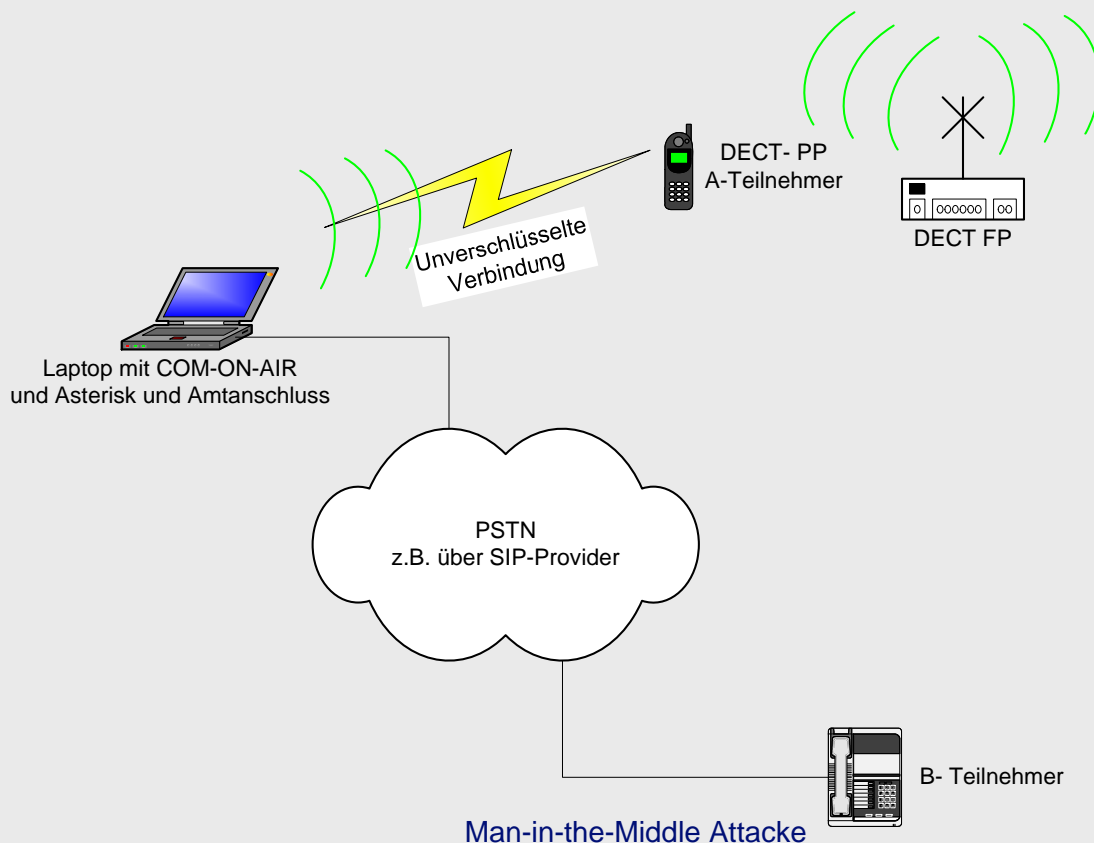 DECT- PP
A-Teilnehmer
DECT FP
Unverschlüsselte
Verbindung
Laptop mit COM-ON-AIR
und Asterisk und Amtanschluss
PSTN
z.B. über SIP-Provider
B- Teilnehmer
Man-in-the-Middle Attacke